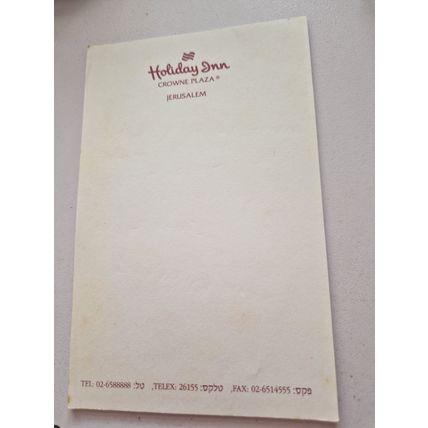 Holiday Inn
CROWNE PLAZA®
JERUSALEM
TEL: 02-6588888 :טל ,TELEX: 26155 :טלקס ,FAX: 02-6514555 :פקס